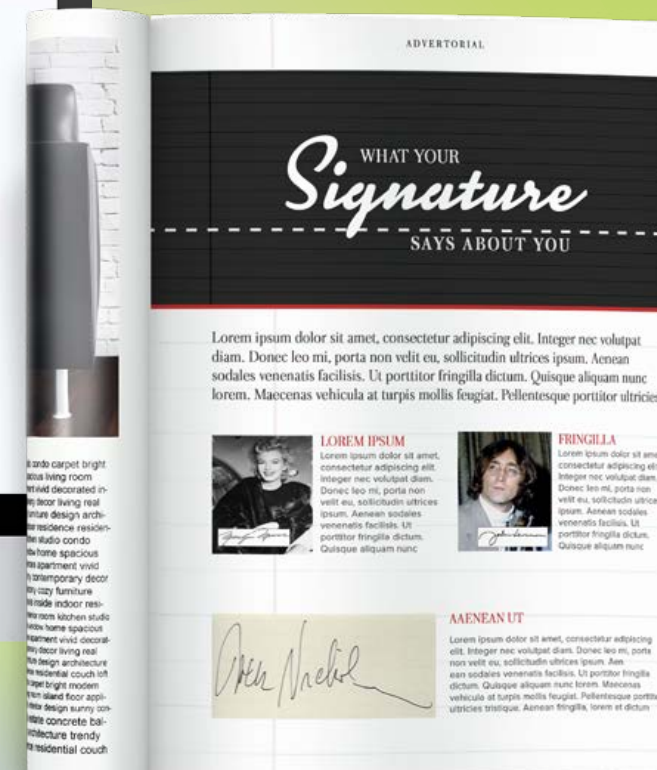 condo carpet bright
living room
vivid decorated in-
decor living real
furniture design archi-
residence residen-
studio condo
home spacious
apartment vivid
contemporary decor
cozy furniture
inside indoor resi-
room kitchen studio
home spacious
apartment vivid decorat-
decor living real
design architecture
residential couch loft
carpet bright modern
island floor appli-
design sunny con-
estate concrete bal-
architecture trendy
residential couch
ADVERTORIAL
WHAT YOUR
Signature
SAYS ABOUT YOU
Lorem ipsum dolor sit amet, consectetur adipiscing elit. Integer nec volutpat
diam. Donec leo mi, porta non velit eu, sollicitudin ultrices ipsum. Aenean
sodales venenatis facilisis. Ut porttitor fringilla dictum. Quisque aliquam nunc
lorem. Maecenas vehicula at turpis mollis feugiat. Pellentesque porttitor ultricies
LOREM IPSUM
Lorem ipsum dolor sit amet,
consectetur adipiscing elit.
Integer nec volutpat diam.
Donec leo mi, porta non
velit eu, sollicitudin ultrices
ipsum. Aenean sodales
venenatis facilisis. Ut
porttitor fringilla dictum.
Quisque aliquam nunc
FRINGILLA
Lorem ipsum dolor sit
consectetur adipiscing
Integer nec volutpat diam.
Donec leo mi, porta non
velit eu, sollicitudin
ipsum. Aenean sodales
venenatis facilisis. Ut
porttitor fringilla dictum.
Quisque aliquam nunc
AAENEAN UT
Lorem ipsum dolor sit amet, consectetur adipiscing
elit. Integer nec volutpat diam. Donec leo mi, porta
non velit eu, sollicitudin ultrices ipsum. Aen
ean sodales venenatis facilisis. Ut porttitor fringilla
dictum. Quisque aliquam nunc lorem. Maecenas
vehicula at turpis mollis feugiat. Pellentesque
ultricies tristique. Aenean fringilla, lorem et dictum